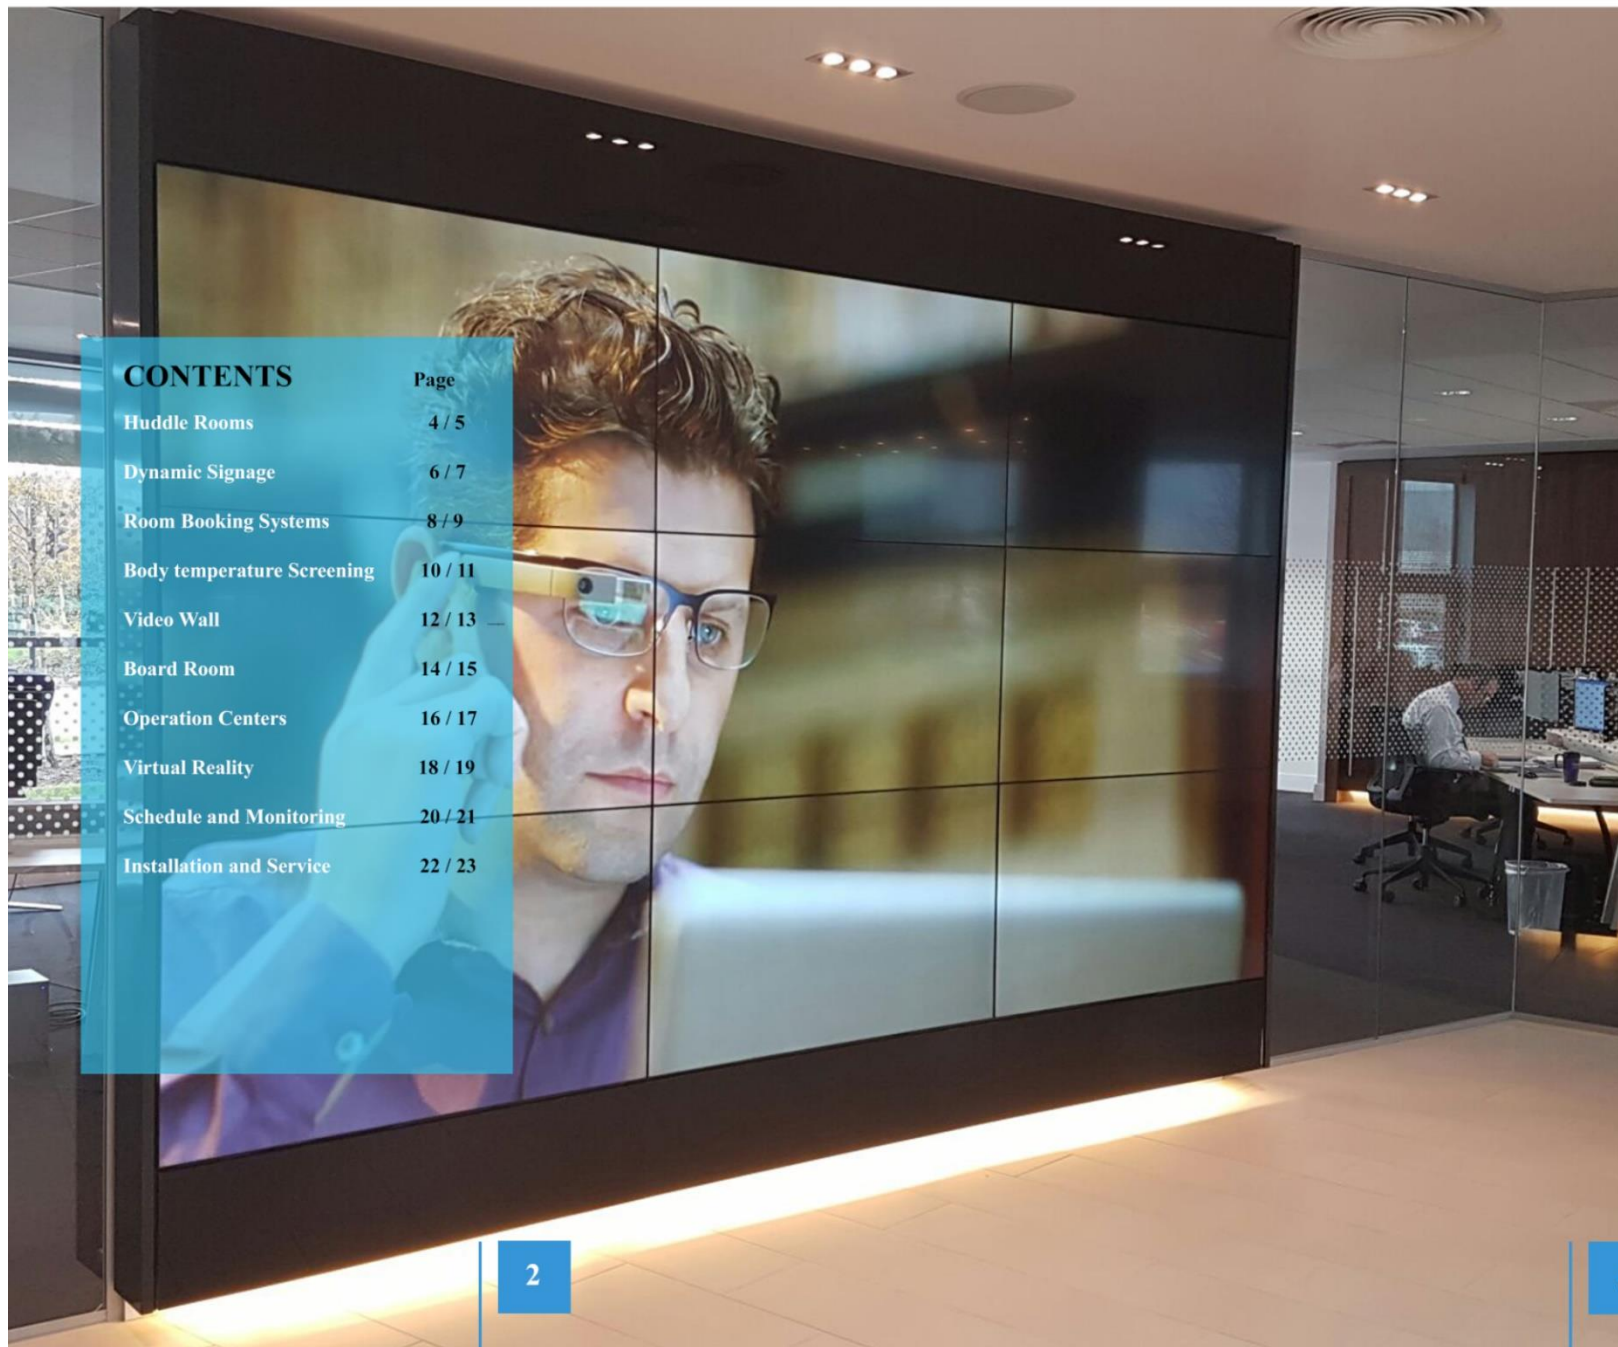 CONTENTS Page
Huddle Rooms 4 / 5
Dynamic Signage 6 / 7
Room Booking Systems 8 / 9
Body temperature Screening 10 / 11
Video Wall 12 / 13
Board Room 14 / 15
Operation Centers 16 / 17
Virtual Reality 18 / 19
Schedule and Monitoring 20 / 21
Installation and Service 22 / 23
2